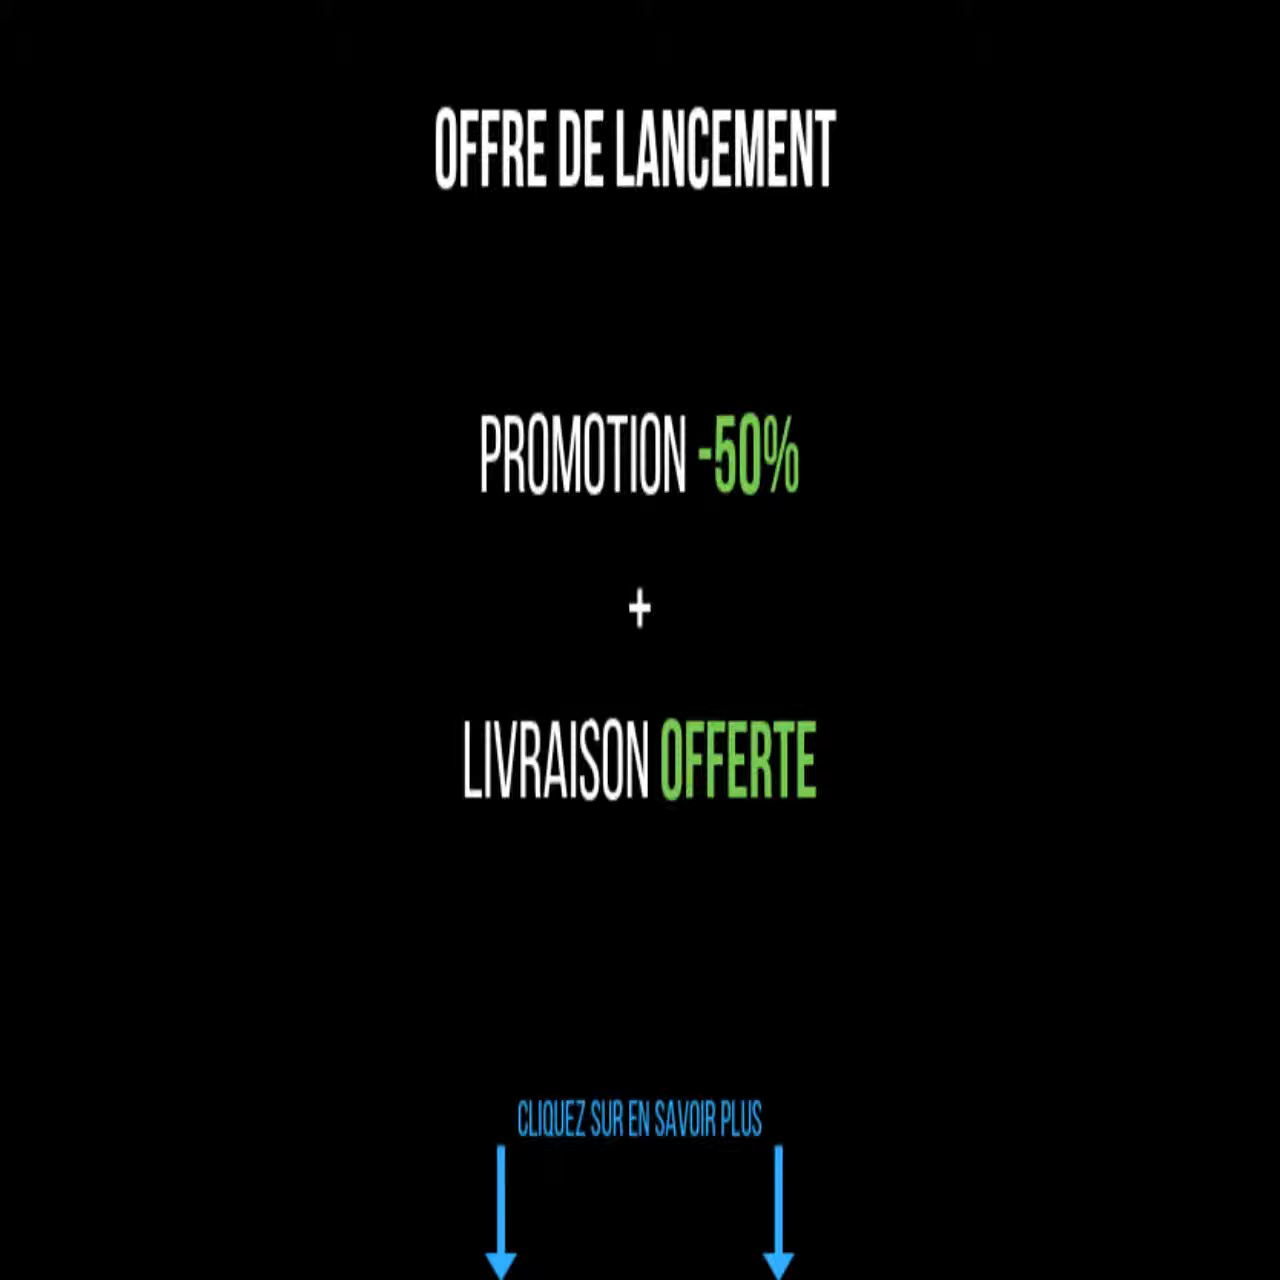 OFFRE DE LANCEMENT
PROMOTION -50%
+
LIVRAISON OFFERTE
CLIQUEZ SUR EN SAVOIR PLUS